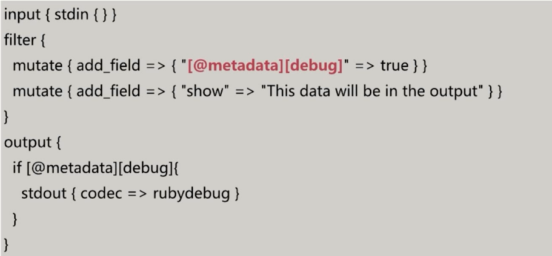 input { stdin { } }
filter {
mutate { add_field => { "[@metadata][debug]" => true } }
mutate { add_field => { "show" => "This data will be in the output" } }
}
output {
if [@metadata][debug]{
stdout { codec => rubydebug }
}
}